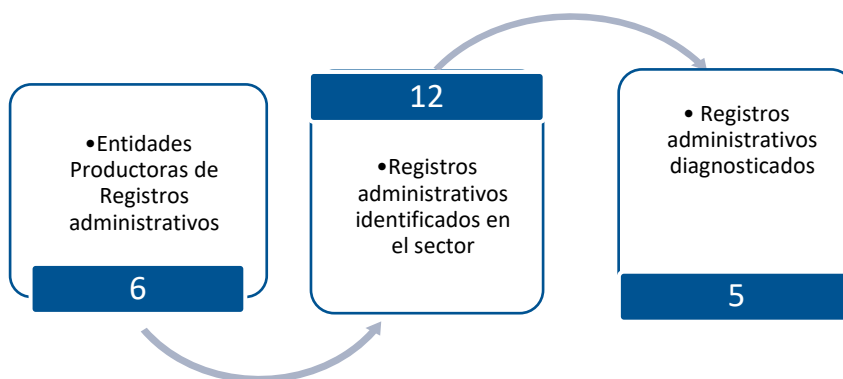 •Entidades
Productoras de
Registros
administrativos
6
12
•Registros
administrativos
identificados en
el sector
• Registros
administrativos
diagnosticados
5